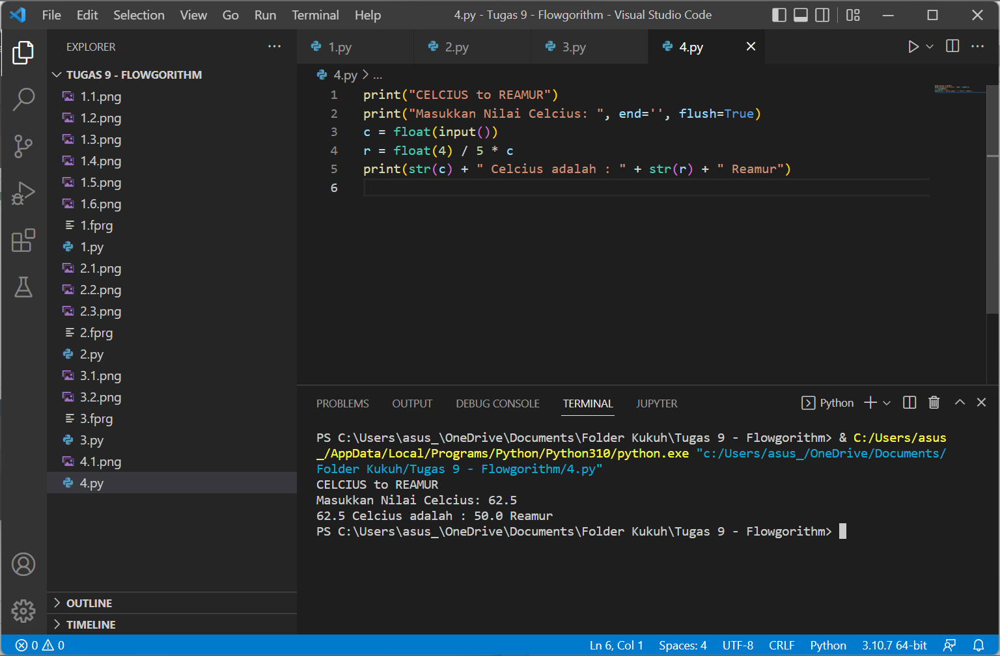 File Edit Selection View Go Run Terminal Help 4.py - Tugas 9 - Flowgorithm - Visual Studio Code
EXPLORER ...
TUGAS 9 - FLOWGORITHM
1.1.png
1.2.png
1.3.png
1.4.png
1.5.png
1.6.png
1.fprg
1.py
2.1.png
2.2.png
2.3.png
2.fprg
2.py
3.1.png
3.2.png
3.fprg
3.py
4.1.png
4.py
OUTLINE
TIMELINE
1.py 2.py 3.py 4.py
4.py > ...
1 print("CELCIUS to REAMUR")
2 print("Masukkan Nilai Celcius: ", end='', flush=True)
3 c = float(input())
4 r = float(4) / 5 * c
5 print(str(c) + " Celcius adalah : " + str(r) + " Reamur")
6
PROBLEMS OUTPUT DEBUG CONSOLE TERMINAL JUPYTER Python
PS C:\Users\asus_\OneDrive\Documents\Folder Kukuh\Tugas 9 - Flowgorithm> & C:/Users/asus
_/AppData/Local/Programs/Python/Python310/python.exe "c:/Users/asus_/OneDrive/Documents/
Folder Kukuh/Tugas 9 - Flowgorithm/4.py"
CELCIUS to REAMUR
Masukkan Nilai Celcius: 62.5
62.5 Celcius adalah : 50.0 Reamur
PS C:\Users\asus_\OneDrive\Documents\Folder Kukuh\Tugas 9 - Flowgorithm>
0 0 Ln 6, Col 1 Spaces: 4 UTF-8 CRLF Python 3.10.7 64-bit